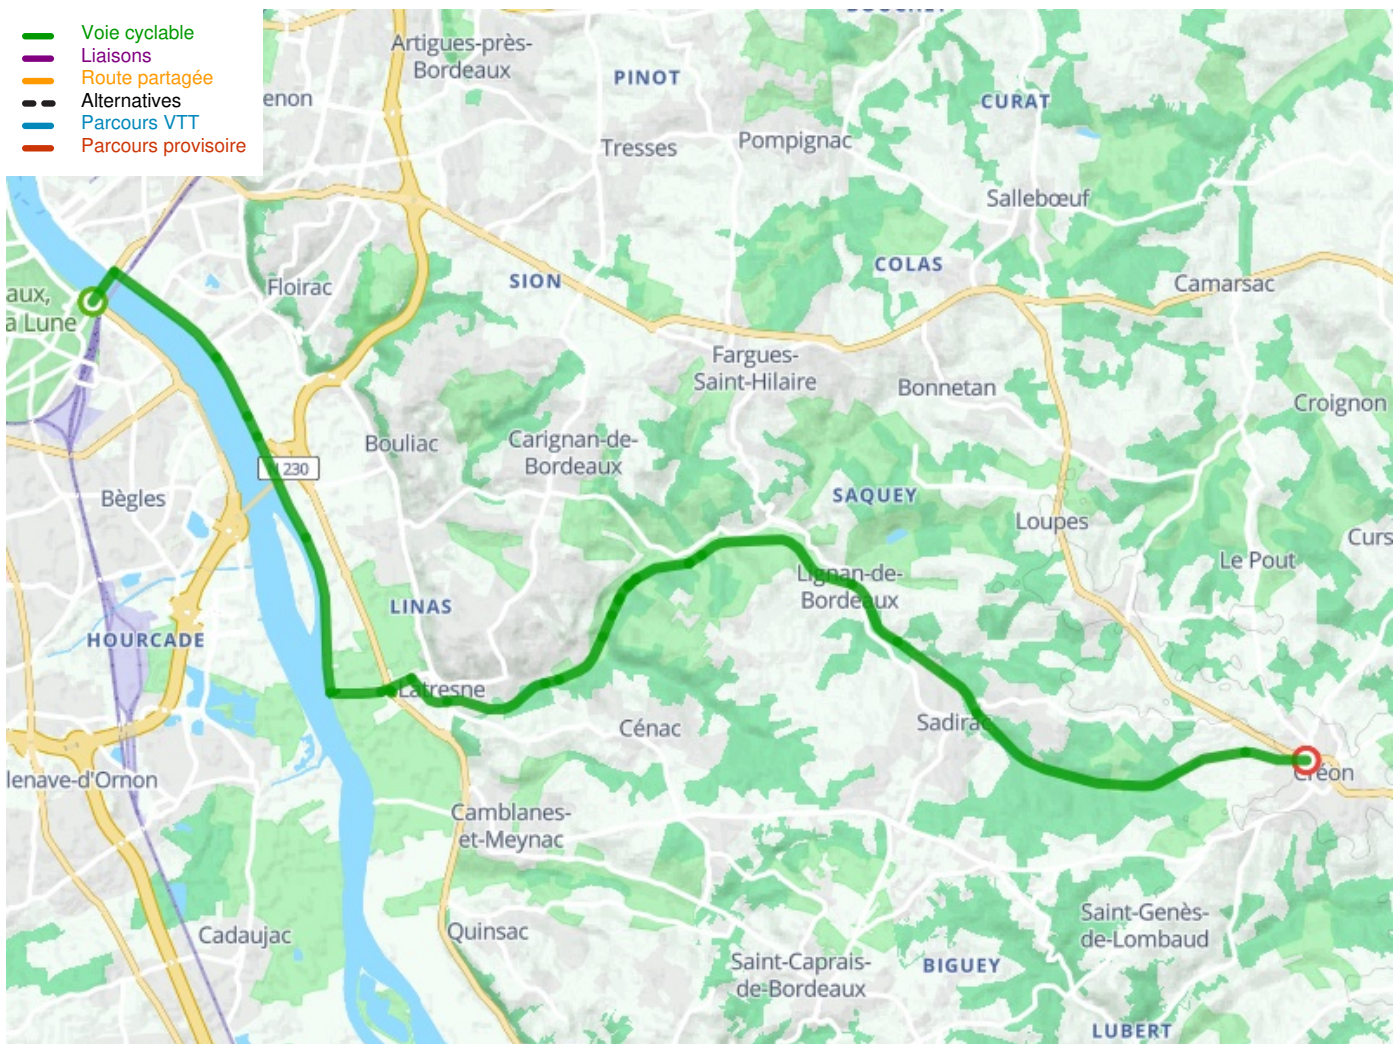 Voie cyclable
Liaisons
Route partagée
Alternatives
Parcours VTT
Parcours provisoire
Artigues-près-
Bordeaux
PINOT
CURAT
enon
Tresses
Pompignac
Sallebœuf
COLAS
Camarsac
SION
Floirac
aux,
a Lune
Fargues-
Saint-Hilaire
Bonnetan
Croignon
Bouliac
Carignan-de-
Bordeaux
N 230
Bègles
SAQUEY
Loupes
Curs
Le Pout
Lignan-de-
Bordeaux
LINAS
HOURCADE
Latresne
Cénac
Sadirac
Créon
lenave-d'Ornon
Camblanes-
et-Meynac
Cadaujac
Quinsac
Saint-Genès-
de-Lombaud
Saint-Caprais-
de-Bordeaux
BIGUEY
LUBERT